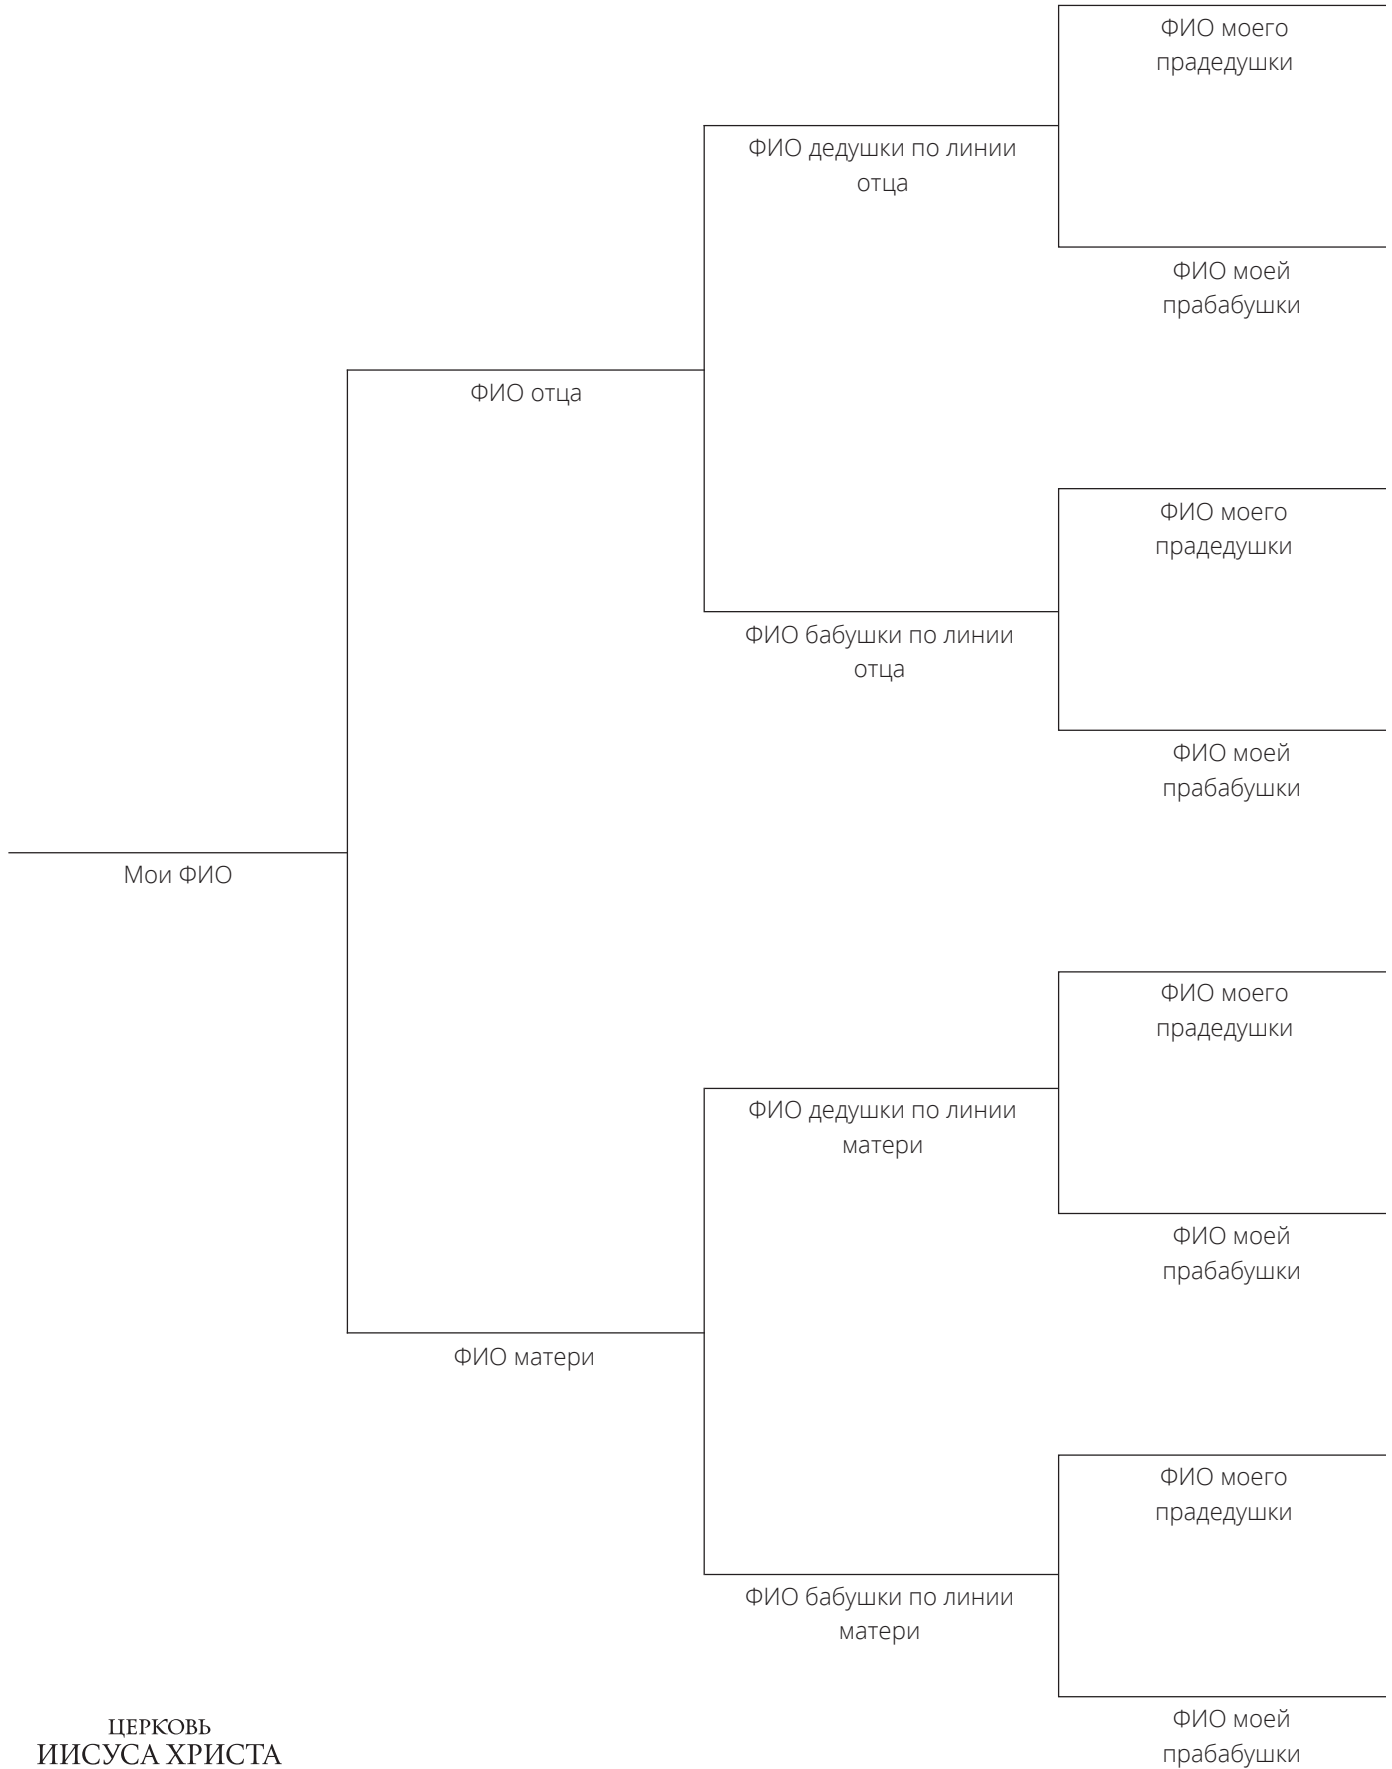 ФИО моего
прадедушки
ФИО дедушки по линии
отца
ФИО моей
прабабушки
ФИО отца
ФИО моего
прадедушки
ФИО бабушки по линии
отца
ФИО моей
прабабушки
Мои ФИО
ФИО моего
прадедушки
ФИО дедушки по линии
матери
ФИО моей
прабабушки
ФИО матери
ФИО моего
прадедушки
ФИО бабушки по линии
матери
ФИО моей
прабабушки
ЦЕРКОВЬ
ИИСУСА ХРИСТА